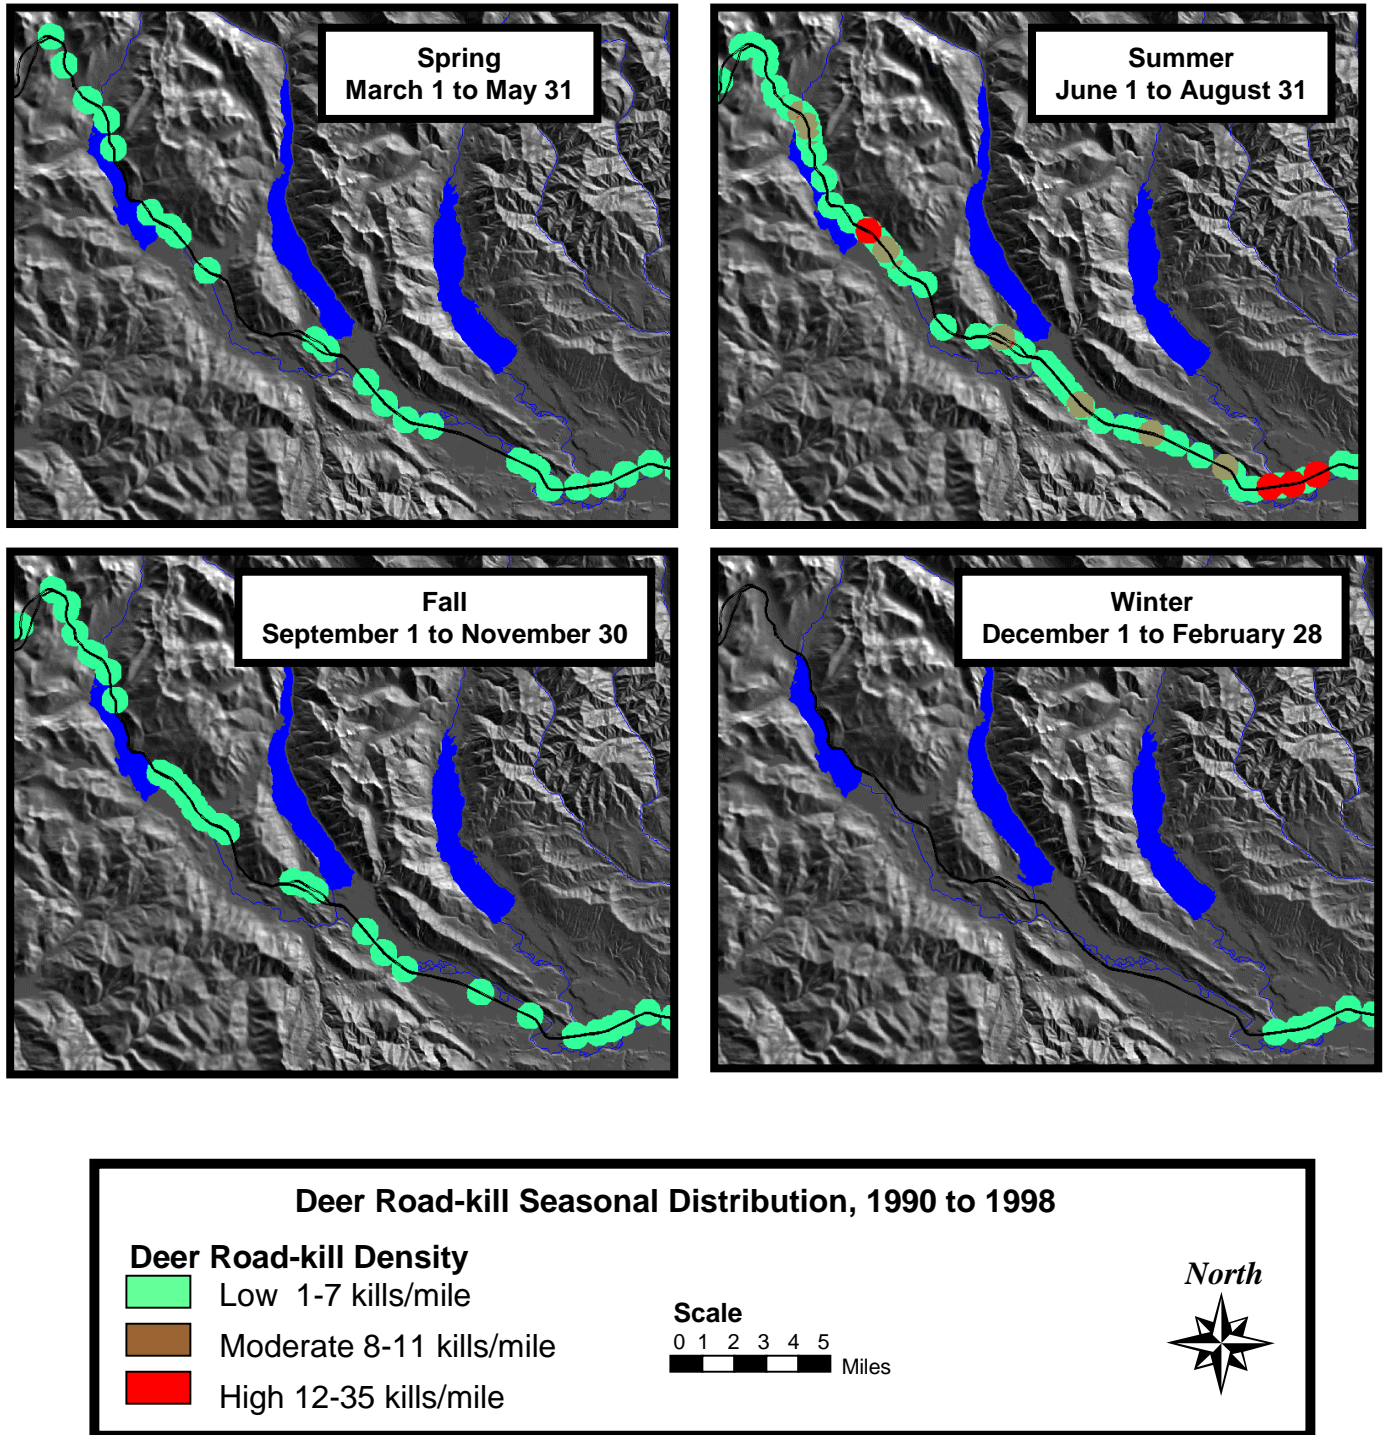 Spring
March 1 to May 31
Summer
June 1 to August 31
Fall
September 1 to November 30
Winter
December 1 to February 28
Deer Road-kill Seasonal Distribution, 1990 to 1998
Deer Road-kill Density
Low 1-7 kills/mile
Moderate 8-11 kills/mile
High 12-35 kills/mile
Scale
0 1 2 3 4 5
Miles
North